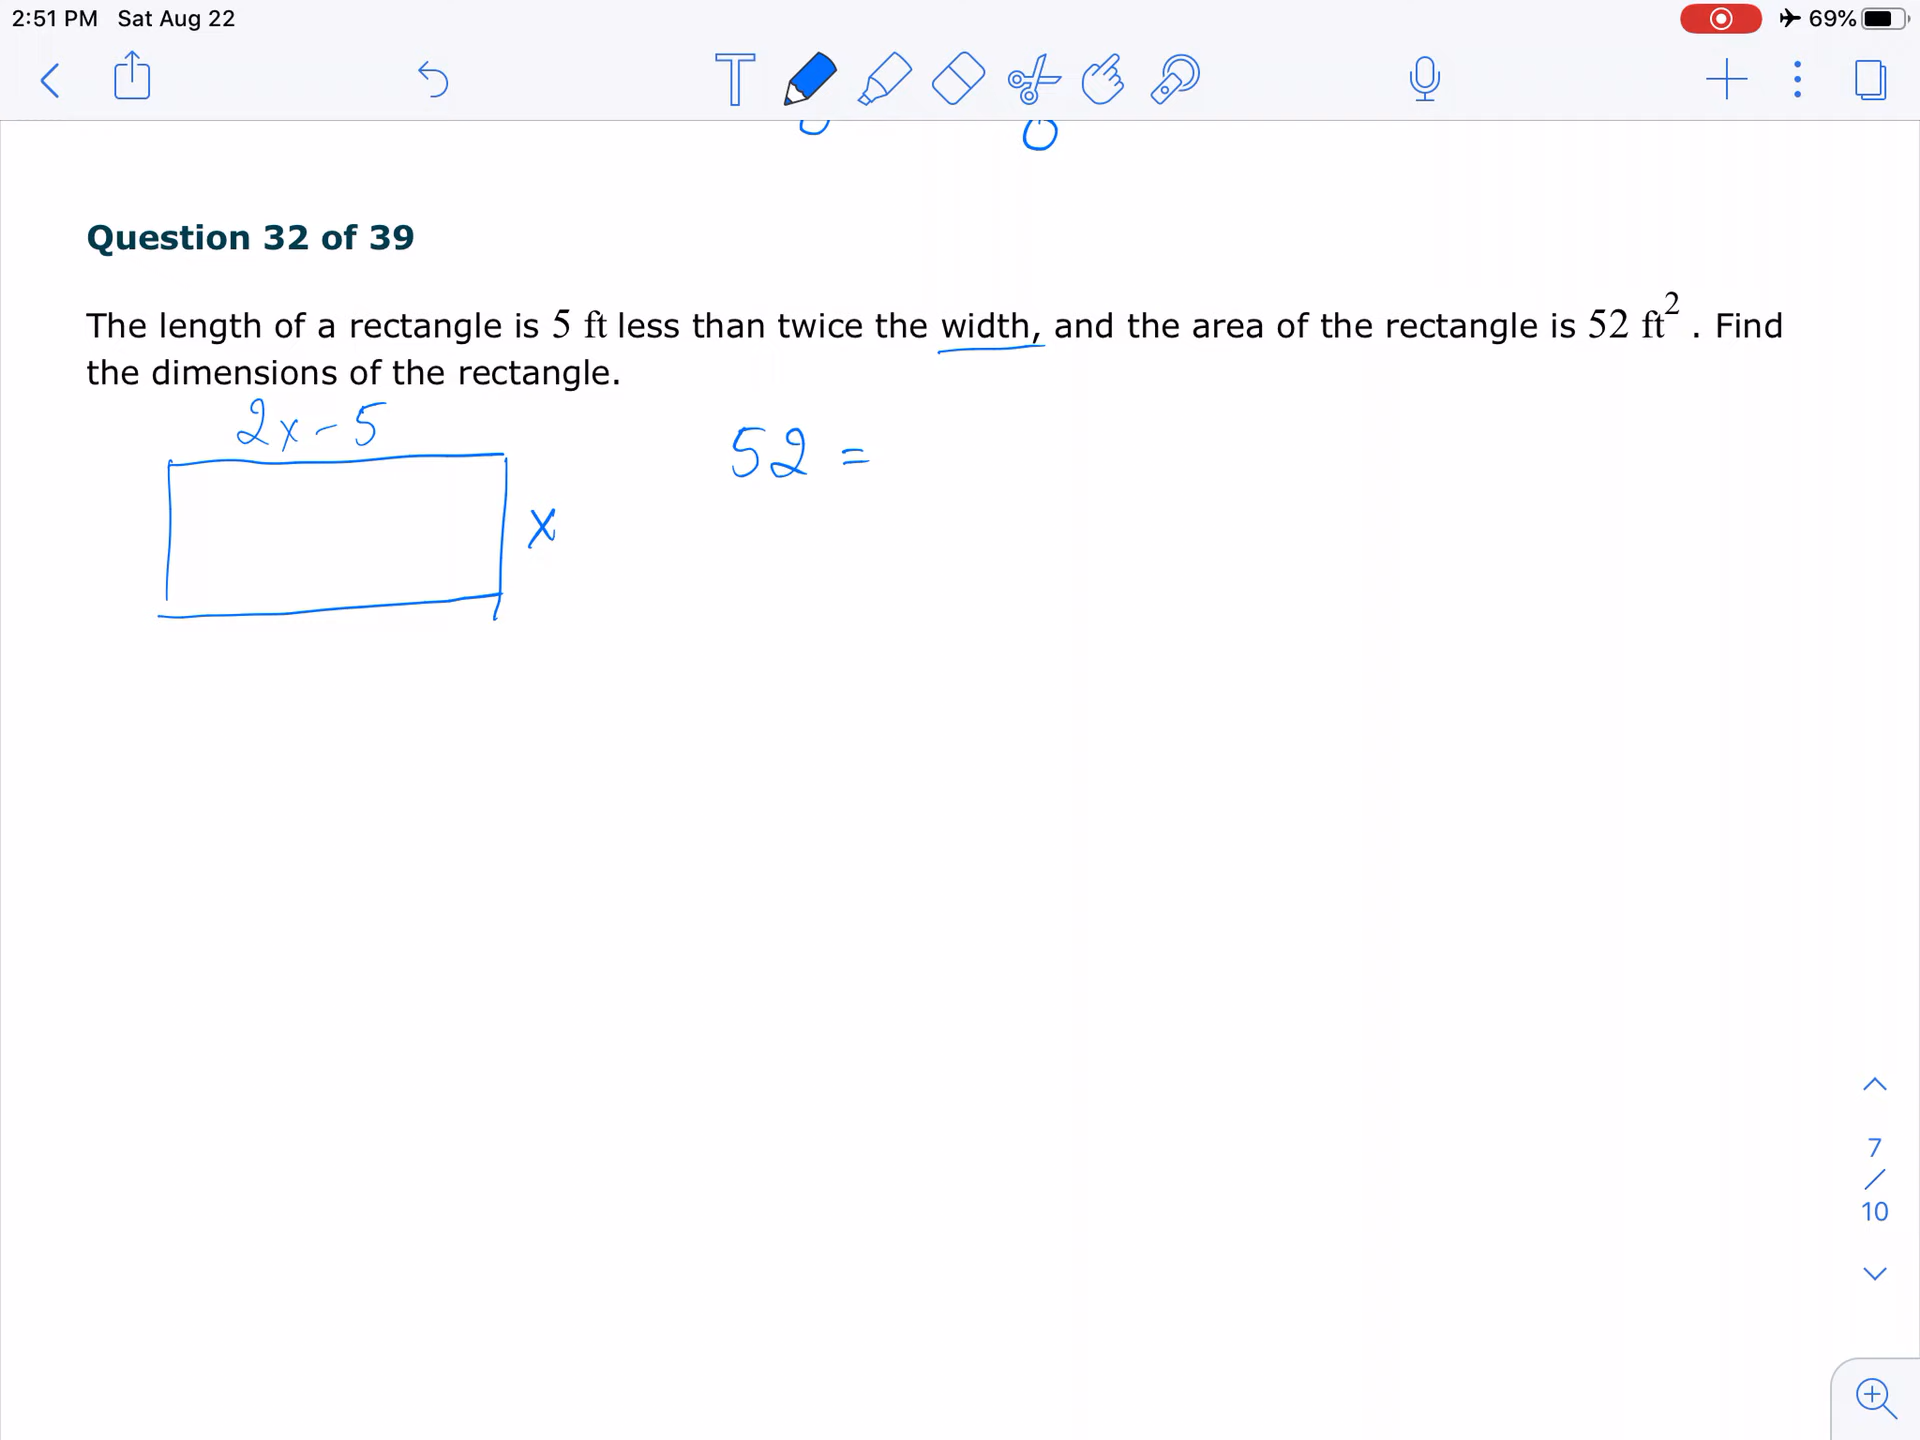 2:51 PM Sat Aug 22
69%
T
Question 32 of 39
The length of a rectangle is 5 ft less than twice the width, and the area of the rectangle is 52 ft² . Find
the dimensions of the rectangle.
2x - 5
52 =
x
7
/
10